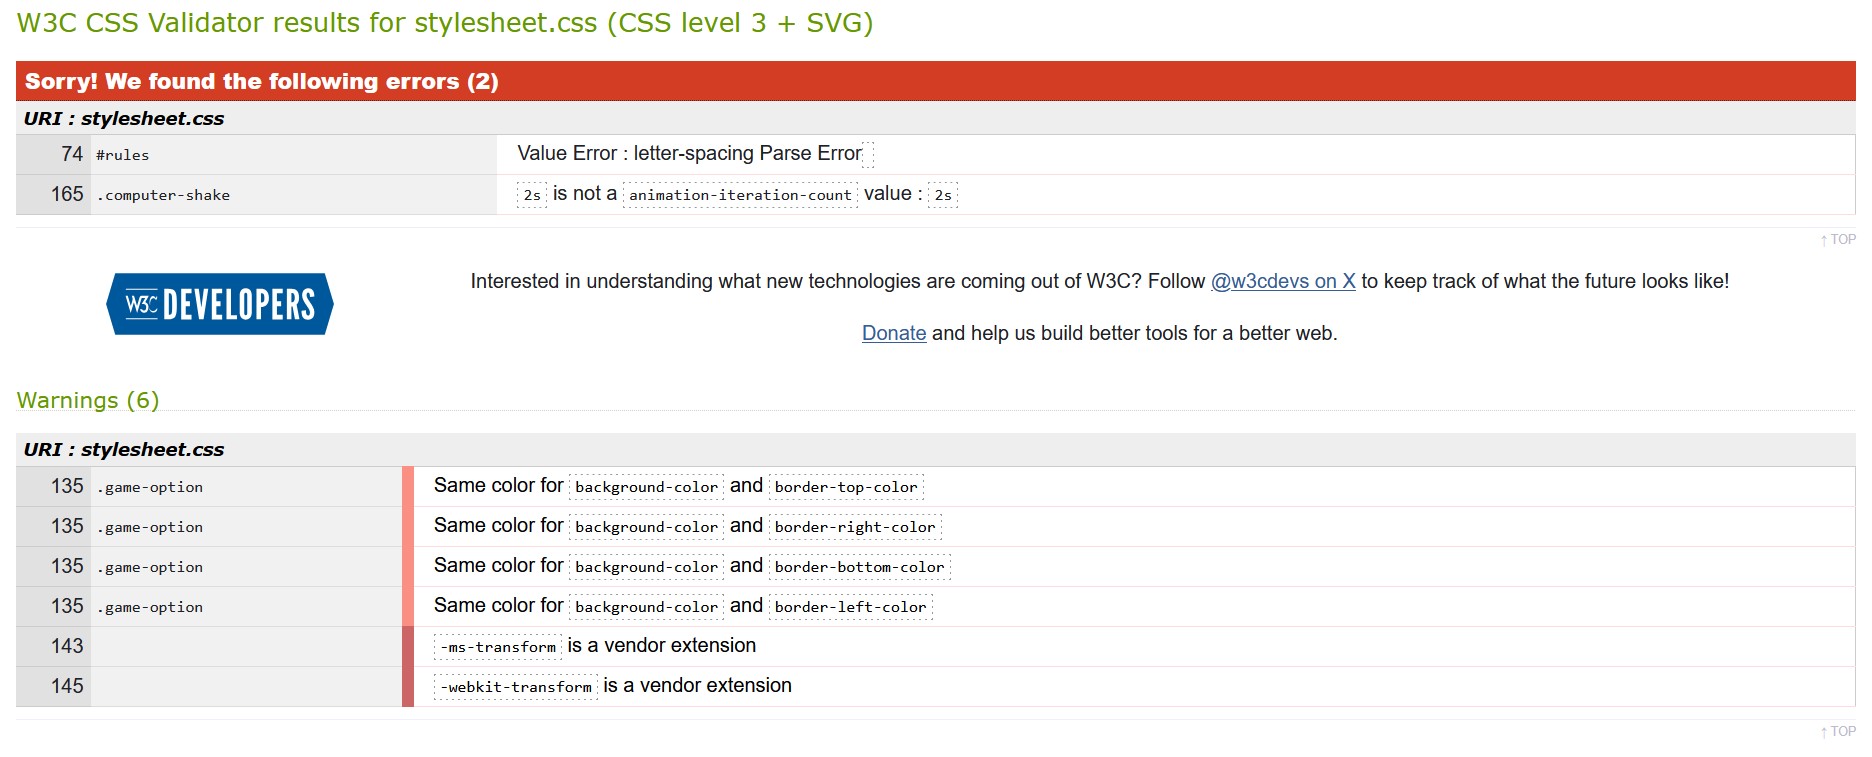 W3C CSS Validator results for stylesheet.css (CSS level 3 + SVG)
Sorry! We found the following errors (2)
URI : stylesheet.css
74 #rules Value Error : letter-spacing Parse Error
165 .computer-shake 2s is not a animation-iteration-count value : 2s
↑ TOP
W3C DEVELOPERS
Interested in understanding what new technologies are coming out of W3C? Follow @w3cdevs on X to keep track of what the future looks like!
Donate and help us build better tools for a better web.
Warnings (6)
URI : stylesheet.css
135 .game-option Same color for background-color and border-top-color
135 .game-option Same color for background-color and border-right-color
135 .game-option Same color for background-color and border-bottom-color
135 .game-option Same color for background-color and border-left-color
143 -ms-transform is a vendor extension
145 -webkit-transform is a vendor extension
↑ TOP